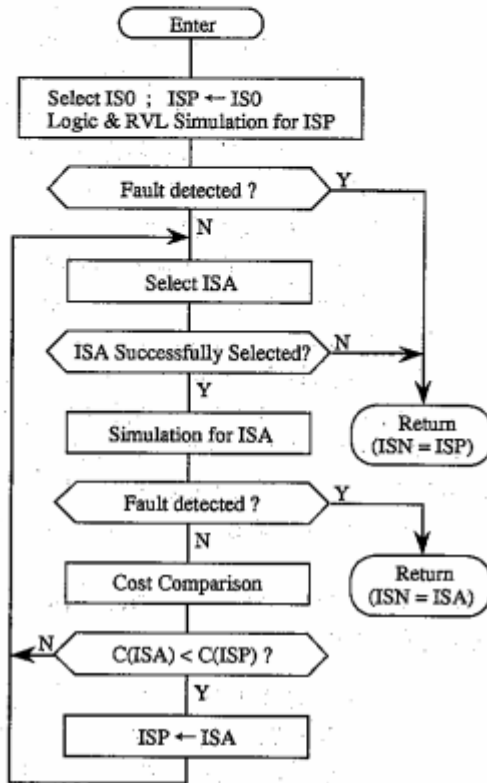 Enter
Select IS0 ; ISP ← IS0
Logic & RVL Simulation for ISP
Fault detected ?
Y
N
Select ISA
ISA Successfully Selected?
N
Y
Return
(ISN = ISP)
Simulation for ISA
Fault detected ?
Y
N
Return
(ISN = ISA)
Cost Comparison
N
C(ISA) < C(ISP) ?
Y
ISP ← ISA